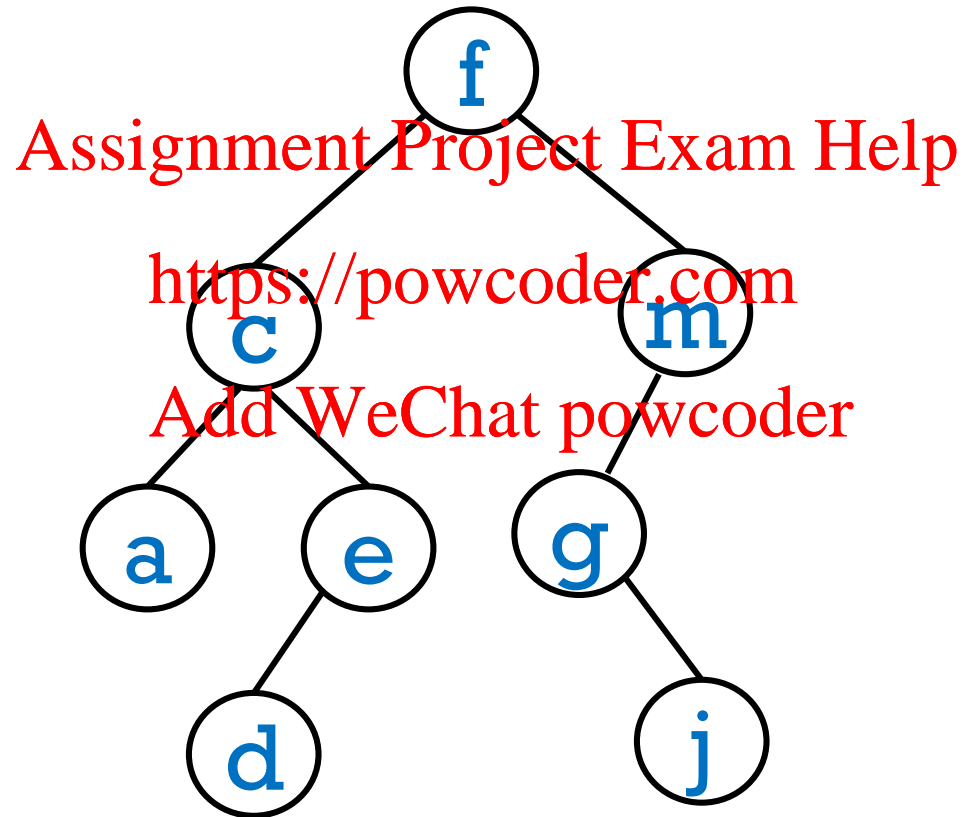 f
Assignment Project Exam Help
https://powcoder.com
c m
Add WeChat powcoder
a e g
d j